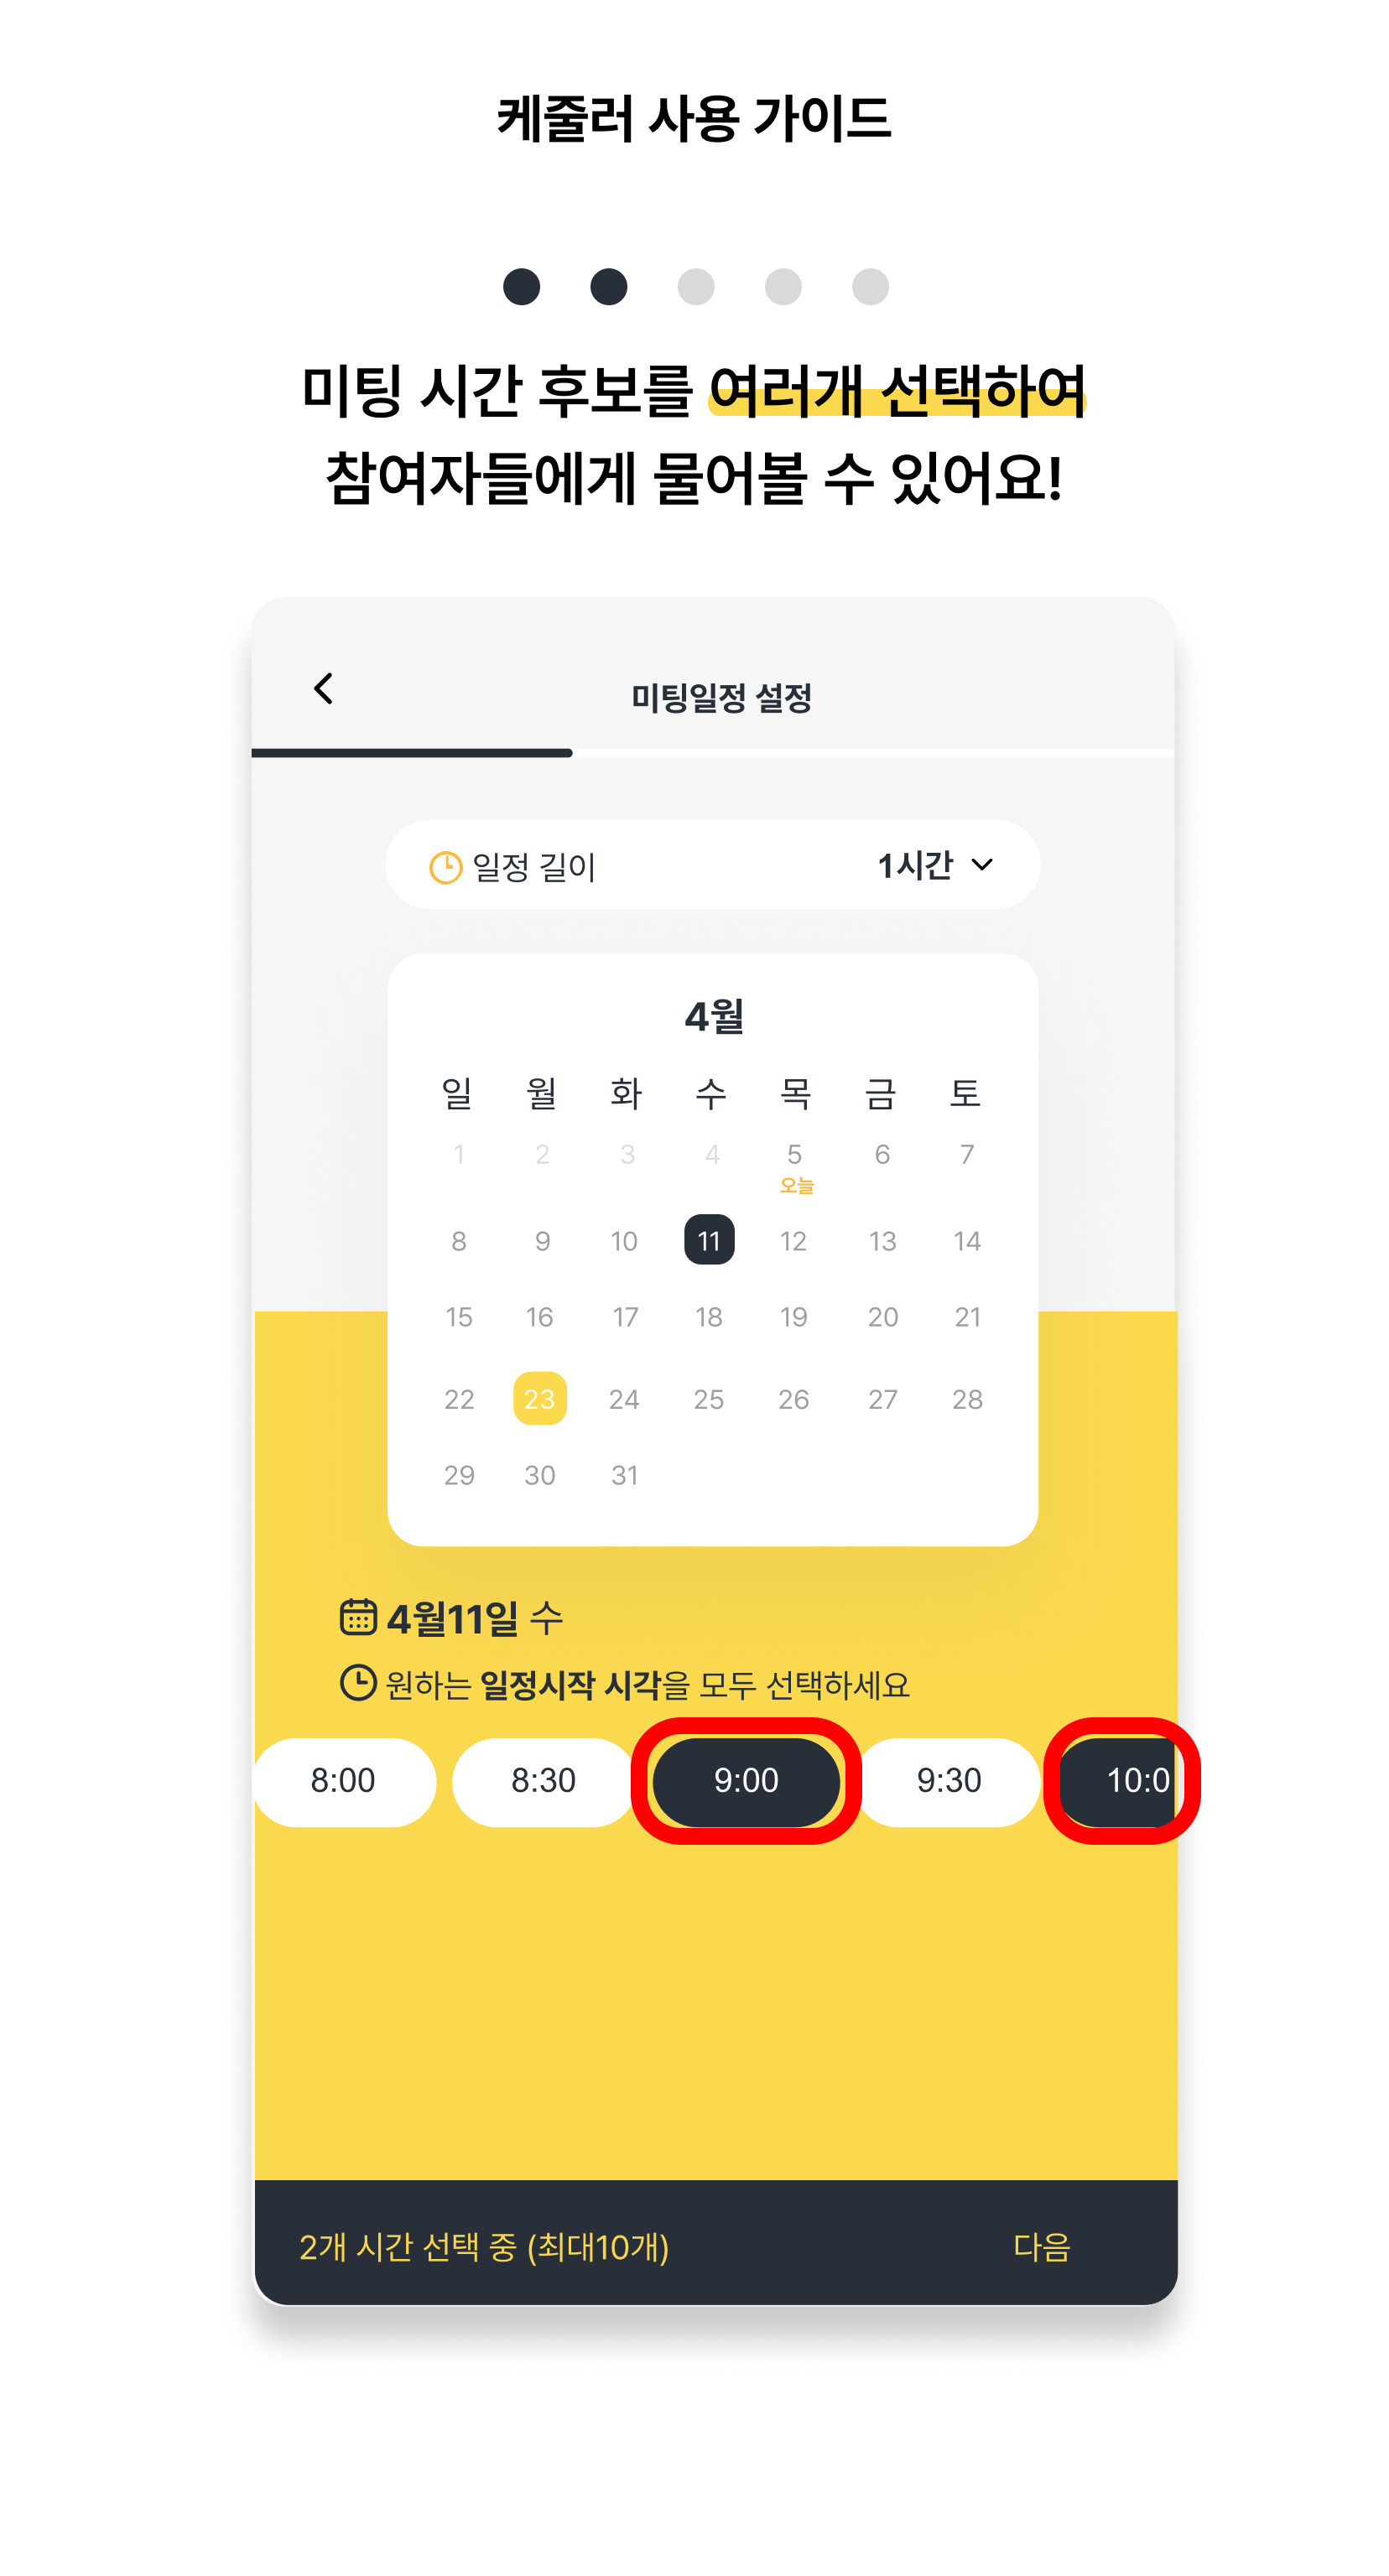 케줄러 사용 가이드
미팅 시간 후보를 여러개 선택하여
참여자들에게 물어볼 수 있어요!
미팅일정 설정
일정 길이 1시간
4월
일 월 화 수 목 금 토
1 2 3 4 5 6 7
오늘
8 9 10 11 12 13 14
15 16 17 18 19 20 21
22 23 24 25 26 27 28
29 30 31
4월11일 수
원하는 일정시작 시각을 모두 선택하세요
8:00 8:30 9:00 9:30 10:0
2개 시간 선택 중 (최대10개) 다음